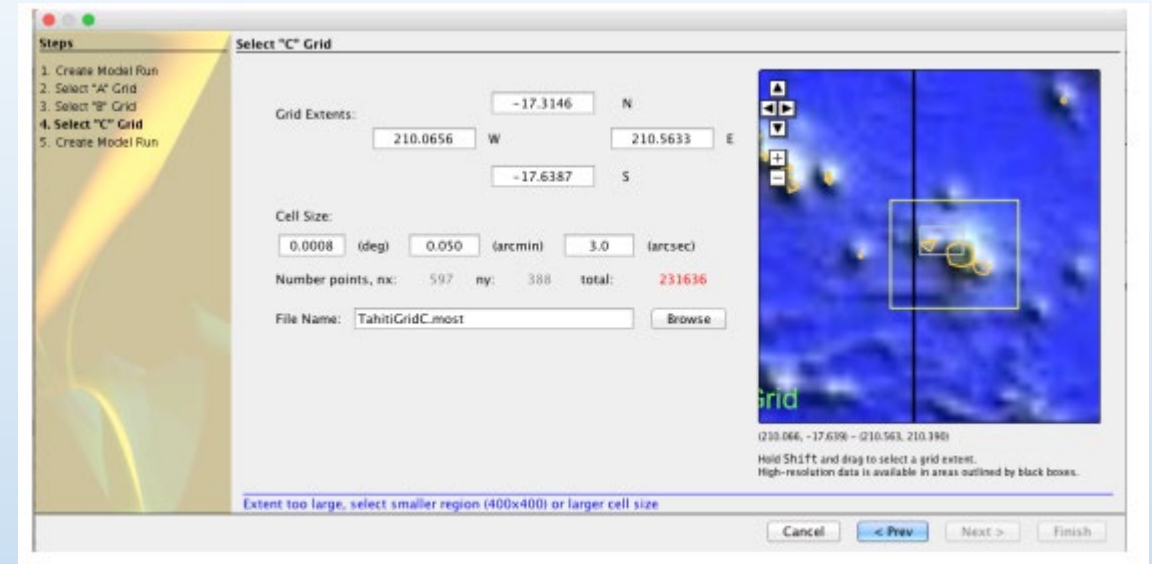 Steps
1. Create Model Run
2. Select "A" Grid
3. Select "B" Grid
4. Select "C" Grid
5. Create Model Run
Select "C" Grid
Grid Extents:
-17.3146 N
210.0656 W 210.5633 E
-17.6387 S
Cell Size:
0.0008 (deg) 0.050 (arcmin) 3.0 (arcsec)
Number points, nx: 597 ny: 388 total: 231636
File Name: TahitiGridC.most Browse
Grid
(210.066, -17.639) - (210.563, 210.390)
Hold Shift and drag to select a grid extent.
High-resolution data is available in areas outlined by black boxes.
Extent too large, select smaller region (400x400) or larger cell size
Cancel < Prev Next > Finish